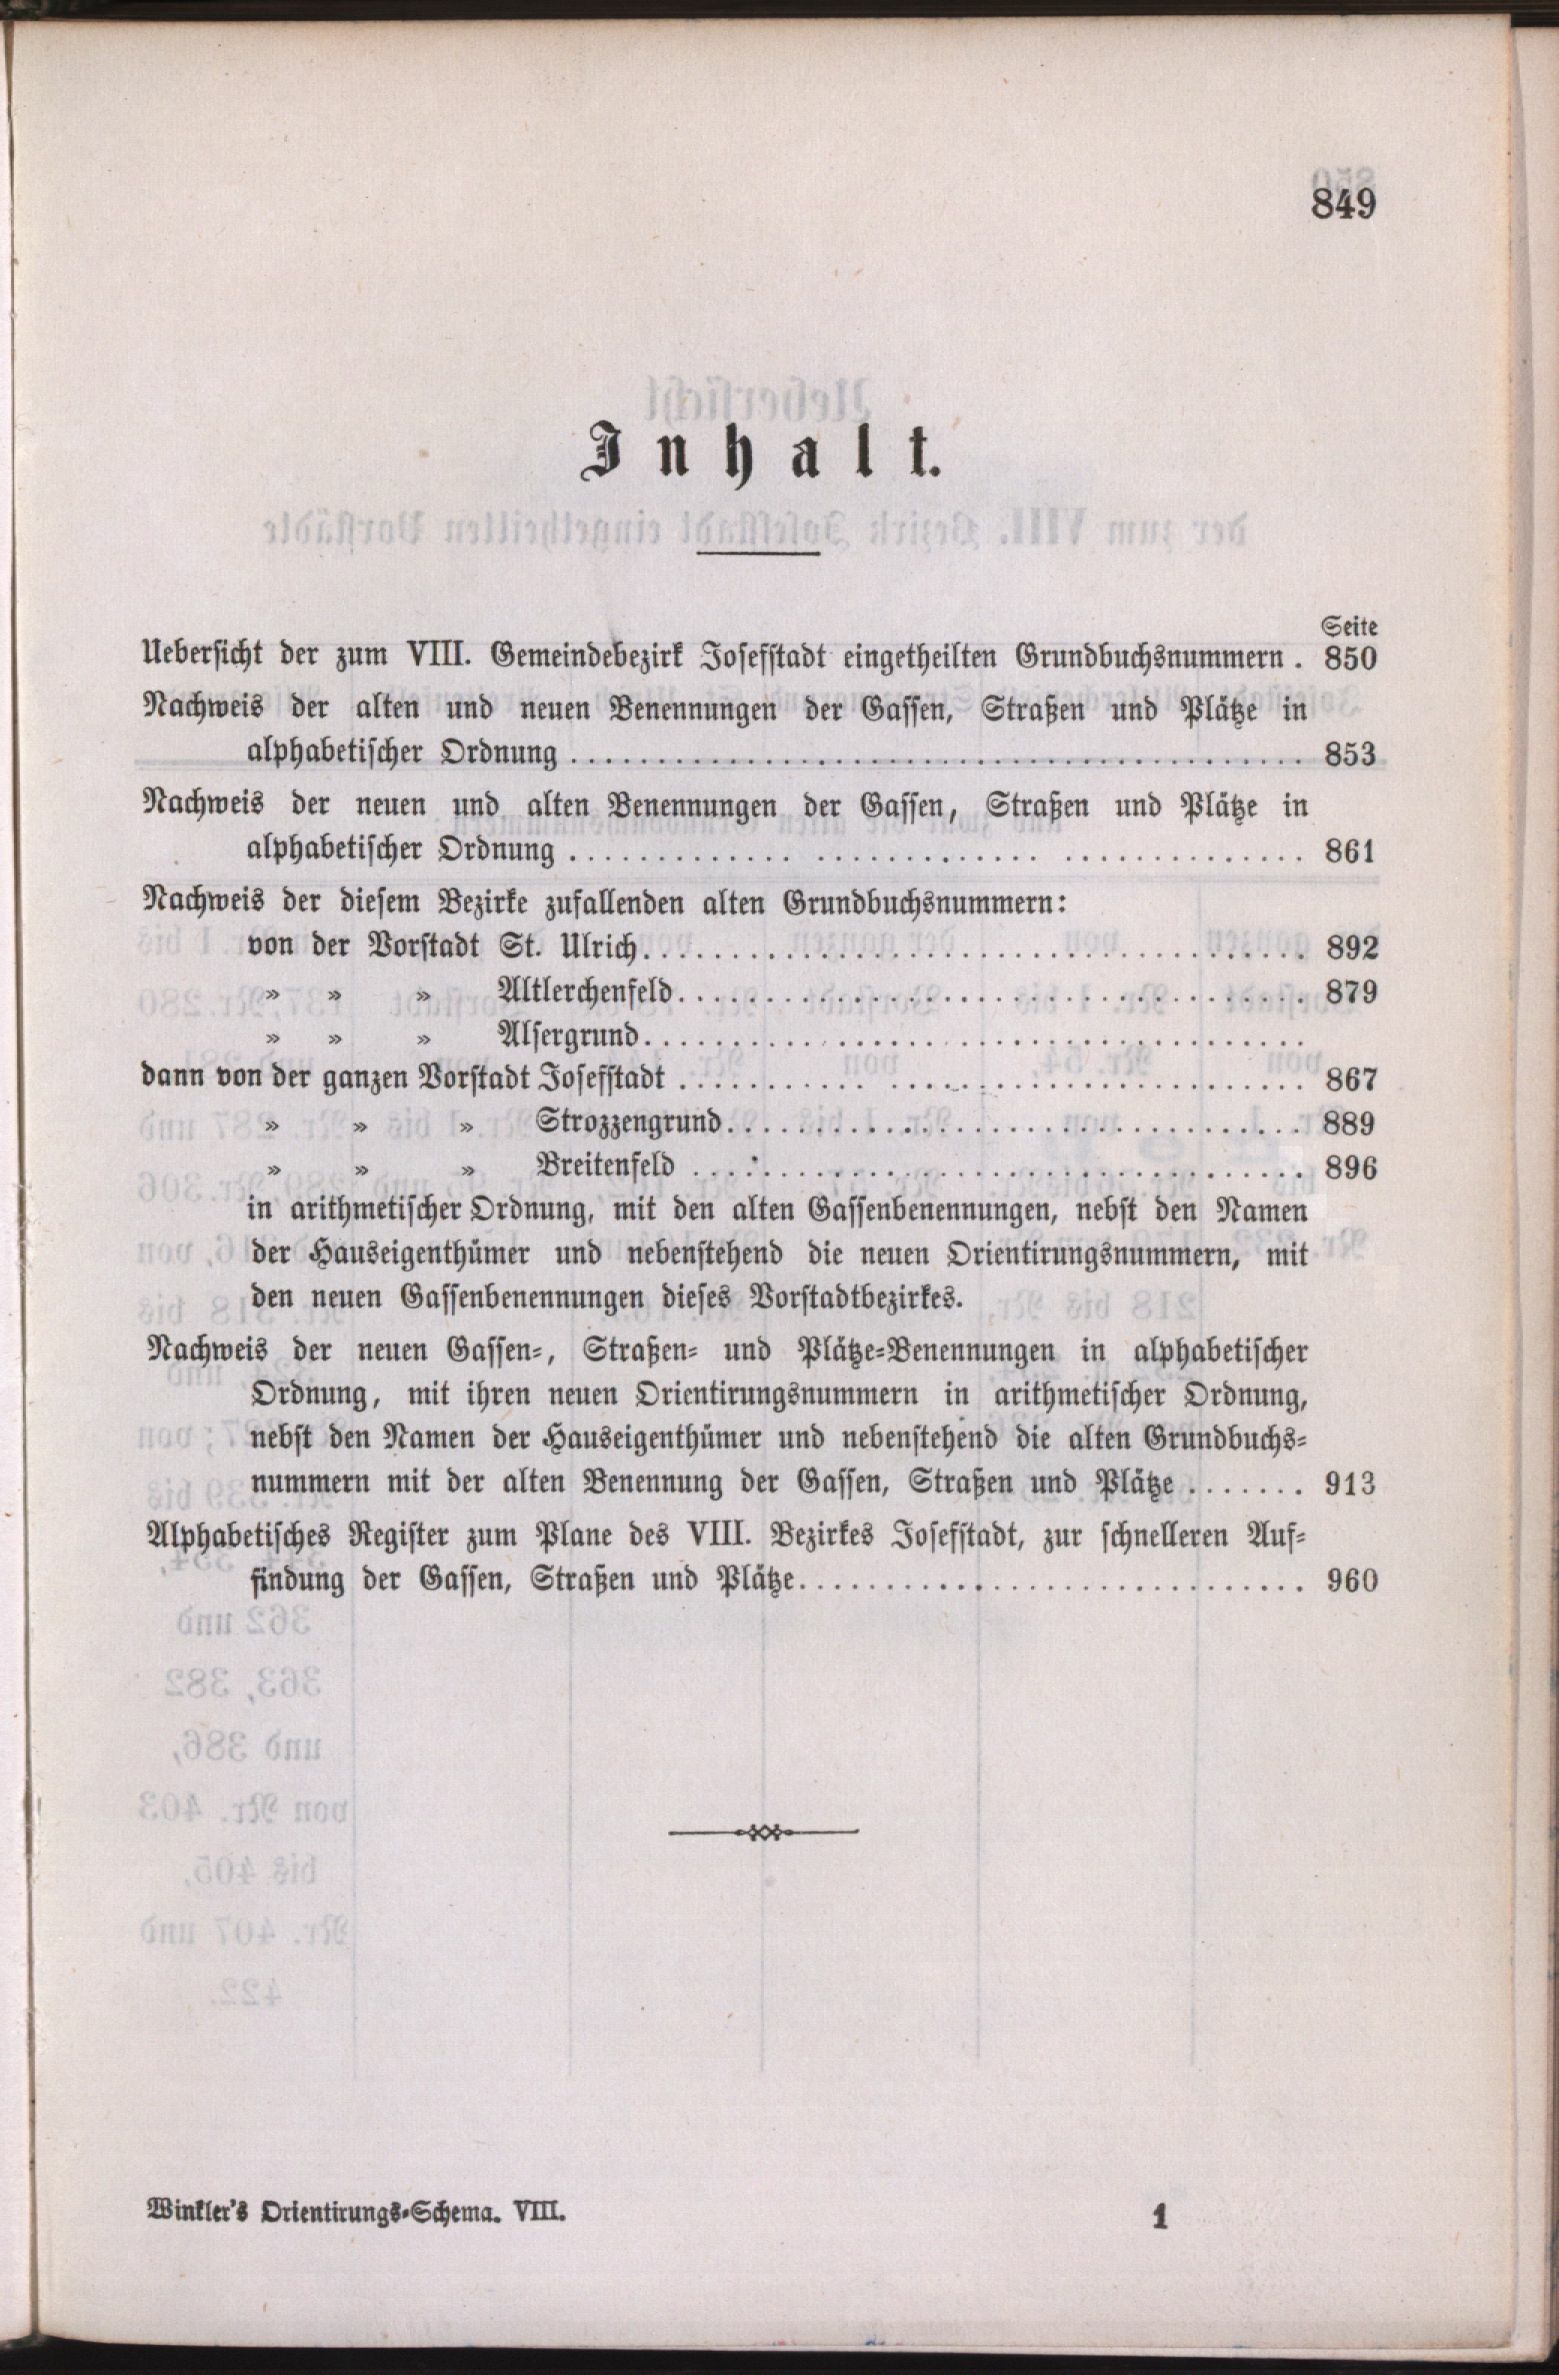 849
Inhalt.
Seite
Uebersicht der zum VIII. Gemeindebezirk Josefstadt eingetheilten Grundbuchsnummern . 850
Nachweis der alten und neuen Benennungen der Gassen, Straßen und Plätze in
alphabetischer Ordnung ........................................ 853
Nachweis der neuen und alten Benennungen der Gassen, Straßen und Plätze in
alphabetischer Ordnung ........................................ 861
Nachweis der diesem Bezirke zufallenden alten Grundbuchsnummern:
von der Vorstadt St. Ulrich.................................... 892
» » » Altlerchenfeld.................................. 879
» » » Alsergrund....................................
dann von der ganzen Vorstadt Josefstadt .................................. 867
» » » Strozzengrund................................ 889
» » » Breitenfeld .................................. 896
in arithmetischer Ordnung, mit den alten Gassenbenennungen, nebst den Namen
der Hauseigenthümer und nebenstehend die neuen Orientirungsnummern, mit
den neuen Gassenbenennungen dieses Vorstadtbezirkes.
Nachweis der neuen Gassen-, Straßen- und Plätze-Benennungen in alphabetischer
Ordnung, mit ihren neuen Orientirungsnummern in arithmetischer Ordnung,
nebst den Namen der Hauseigenthümer und nebenstehend die alten Grundbuchs-
nummern mit der alten Benennung der Gassen, Straßen und Plätze ....... 913
Alphabetisches Register zum Plane des VIII. Bezirkes Josefstadt, zur schnelleren Auf-
findung der Gassen, Straßen und Plätze............................ 960
Winkler's Orientirungs-Schema. VIII. 1